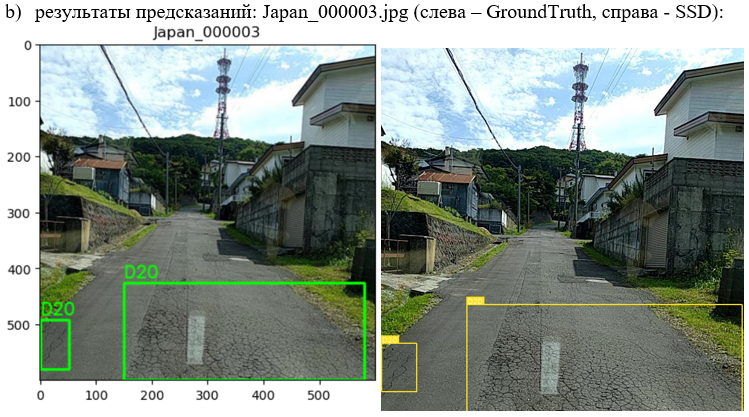 b) результаты предсказаний: Japan_000003.jpg (слева – GroundTruth, справа - SSD):
Japan_000003
0
100
200
300
400
500
D20
D20
0 100 200 300 400 500